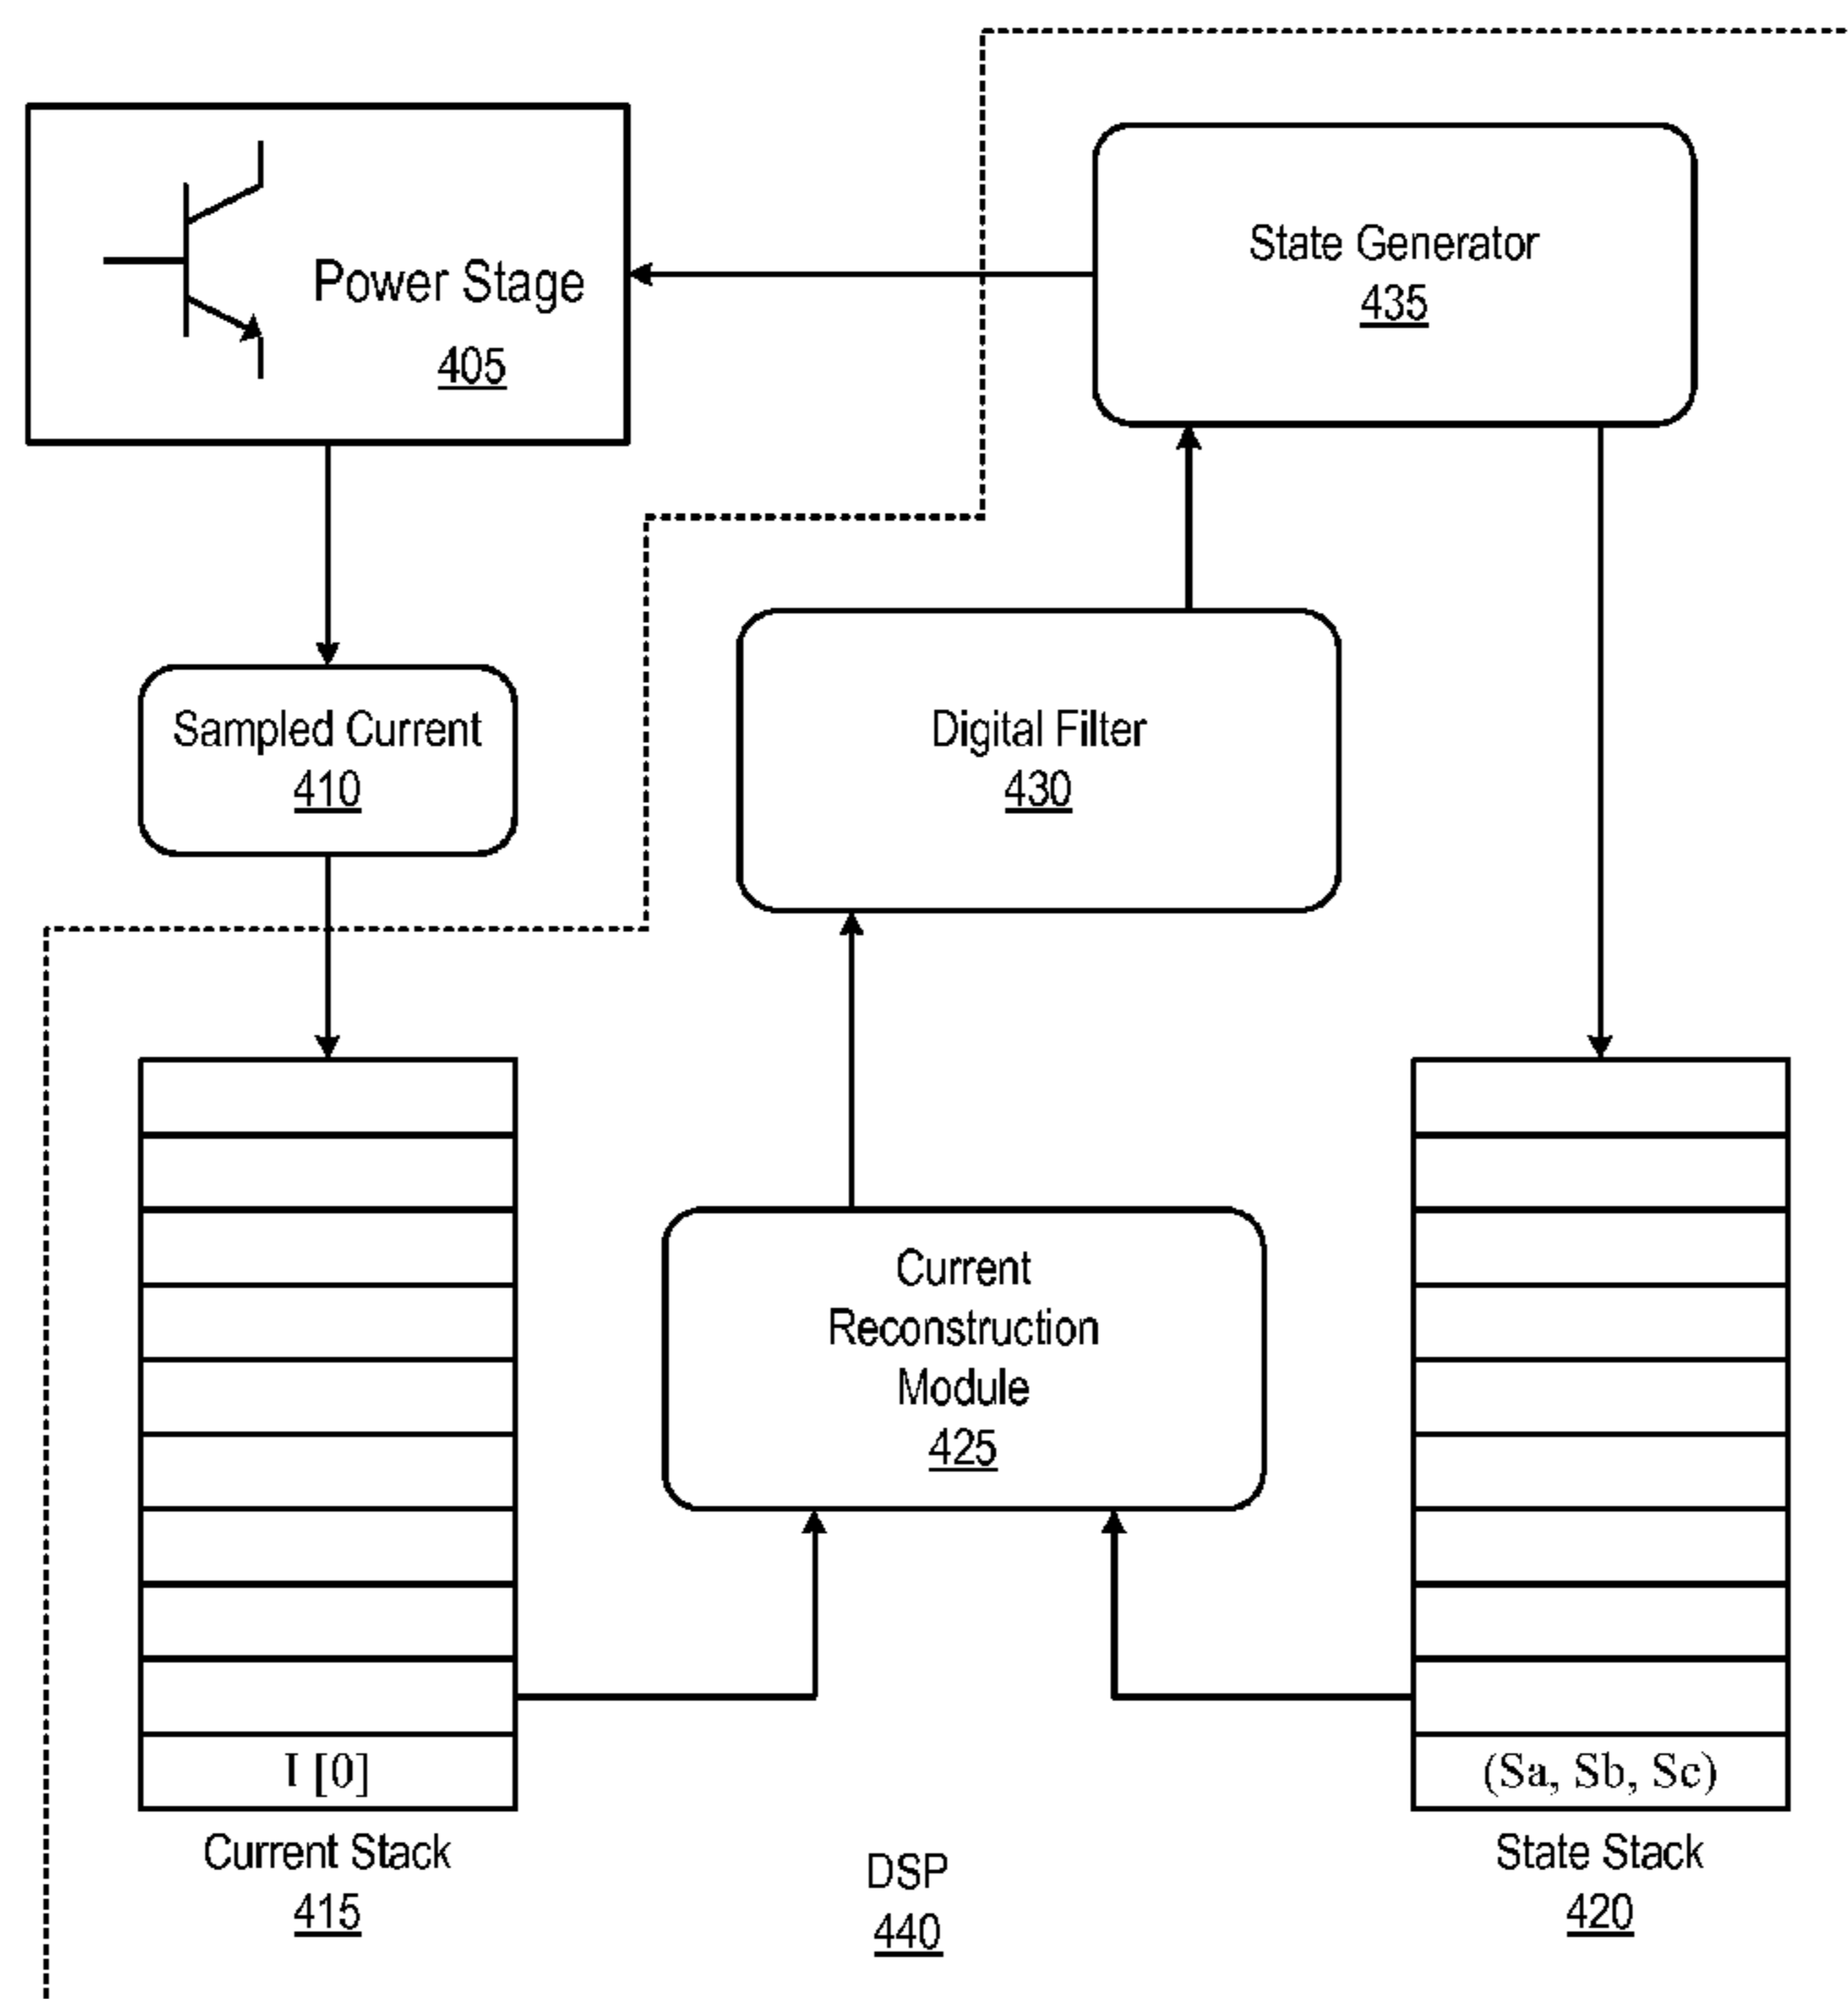 Power Stage
405
State Generator
435
Sampled Current
410
Digital Filter
430
Current
Reconstruction
Module
425
I [0]
(Sa, Sb, Sc)
Current Stack
415
DSP
440
State Stack
420